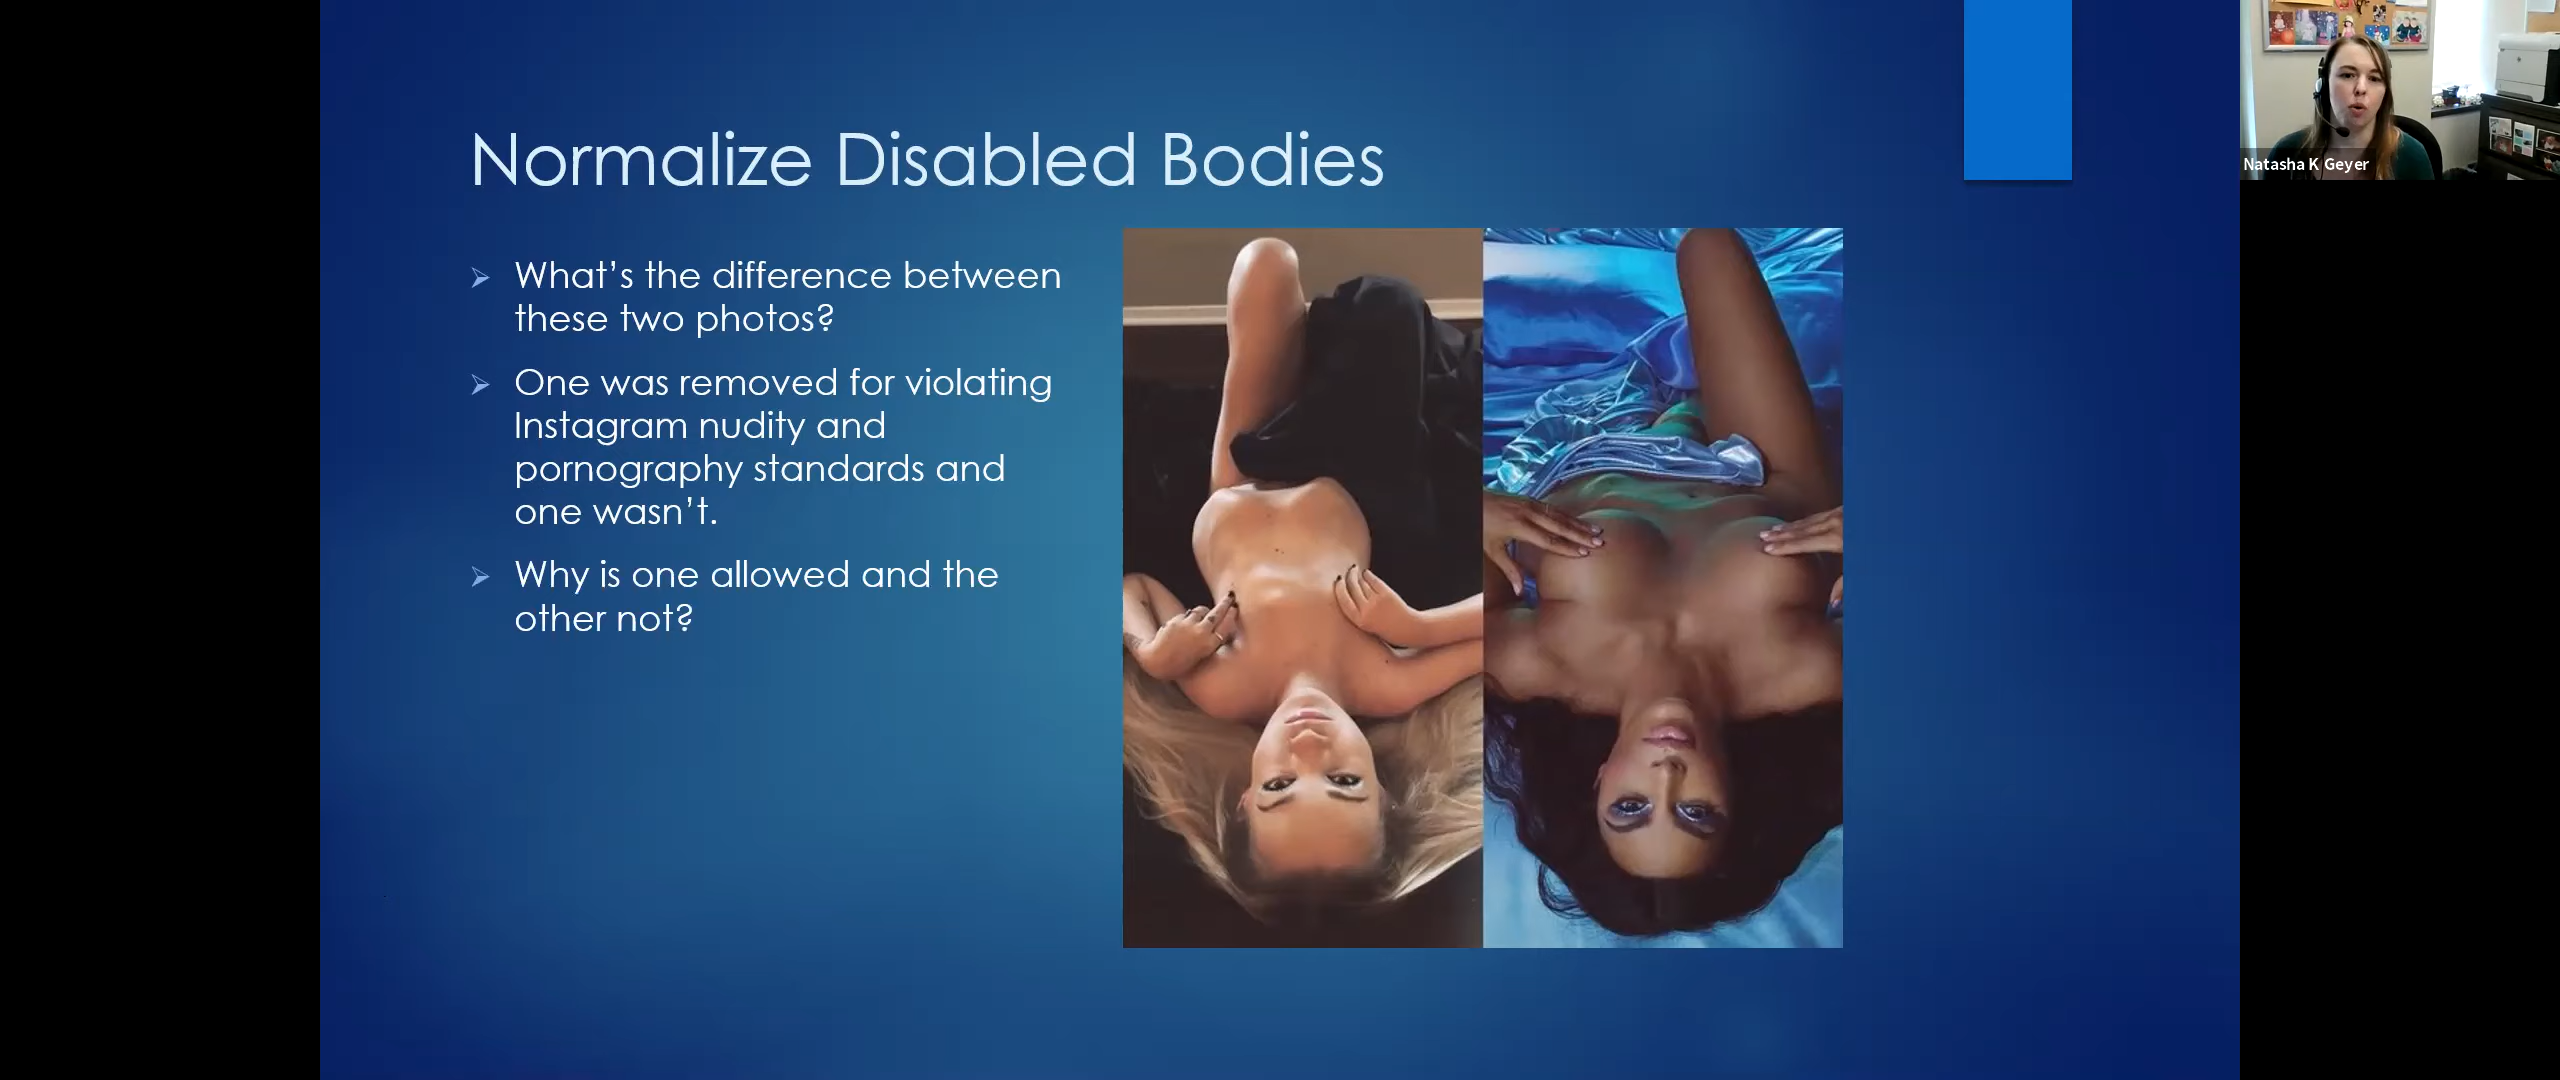 Normalize Disabled Bodies
What’s the difference between
these two photos?
One was removed for violating
Instagram nudity and
pornography standards and
one wasn’t.
Why is one allowed and the
other not?
Natasha K Geyer